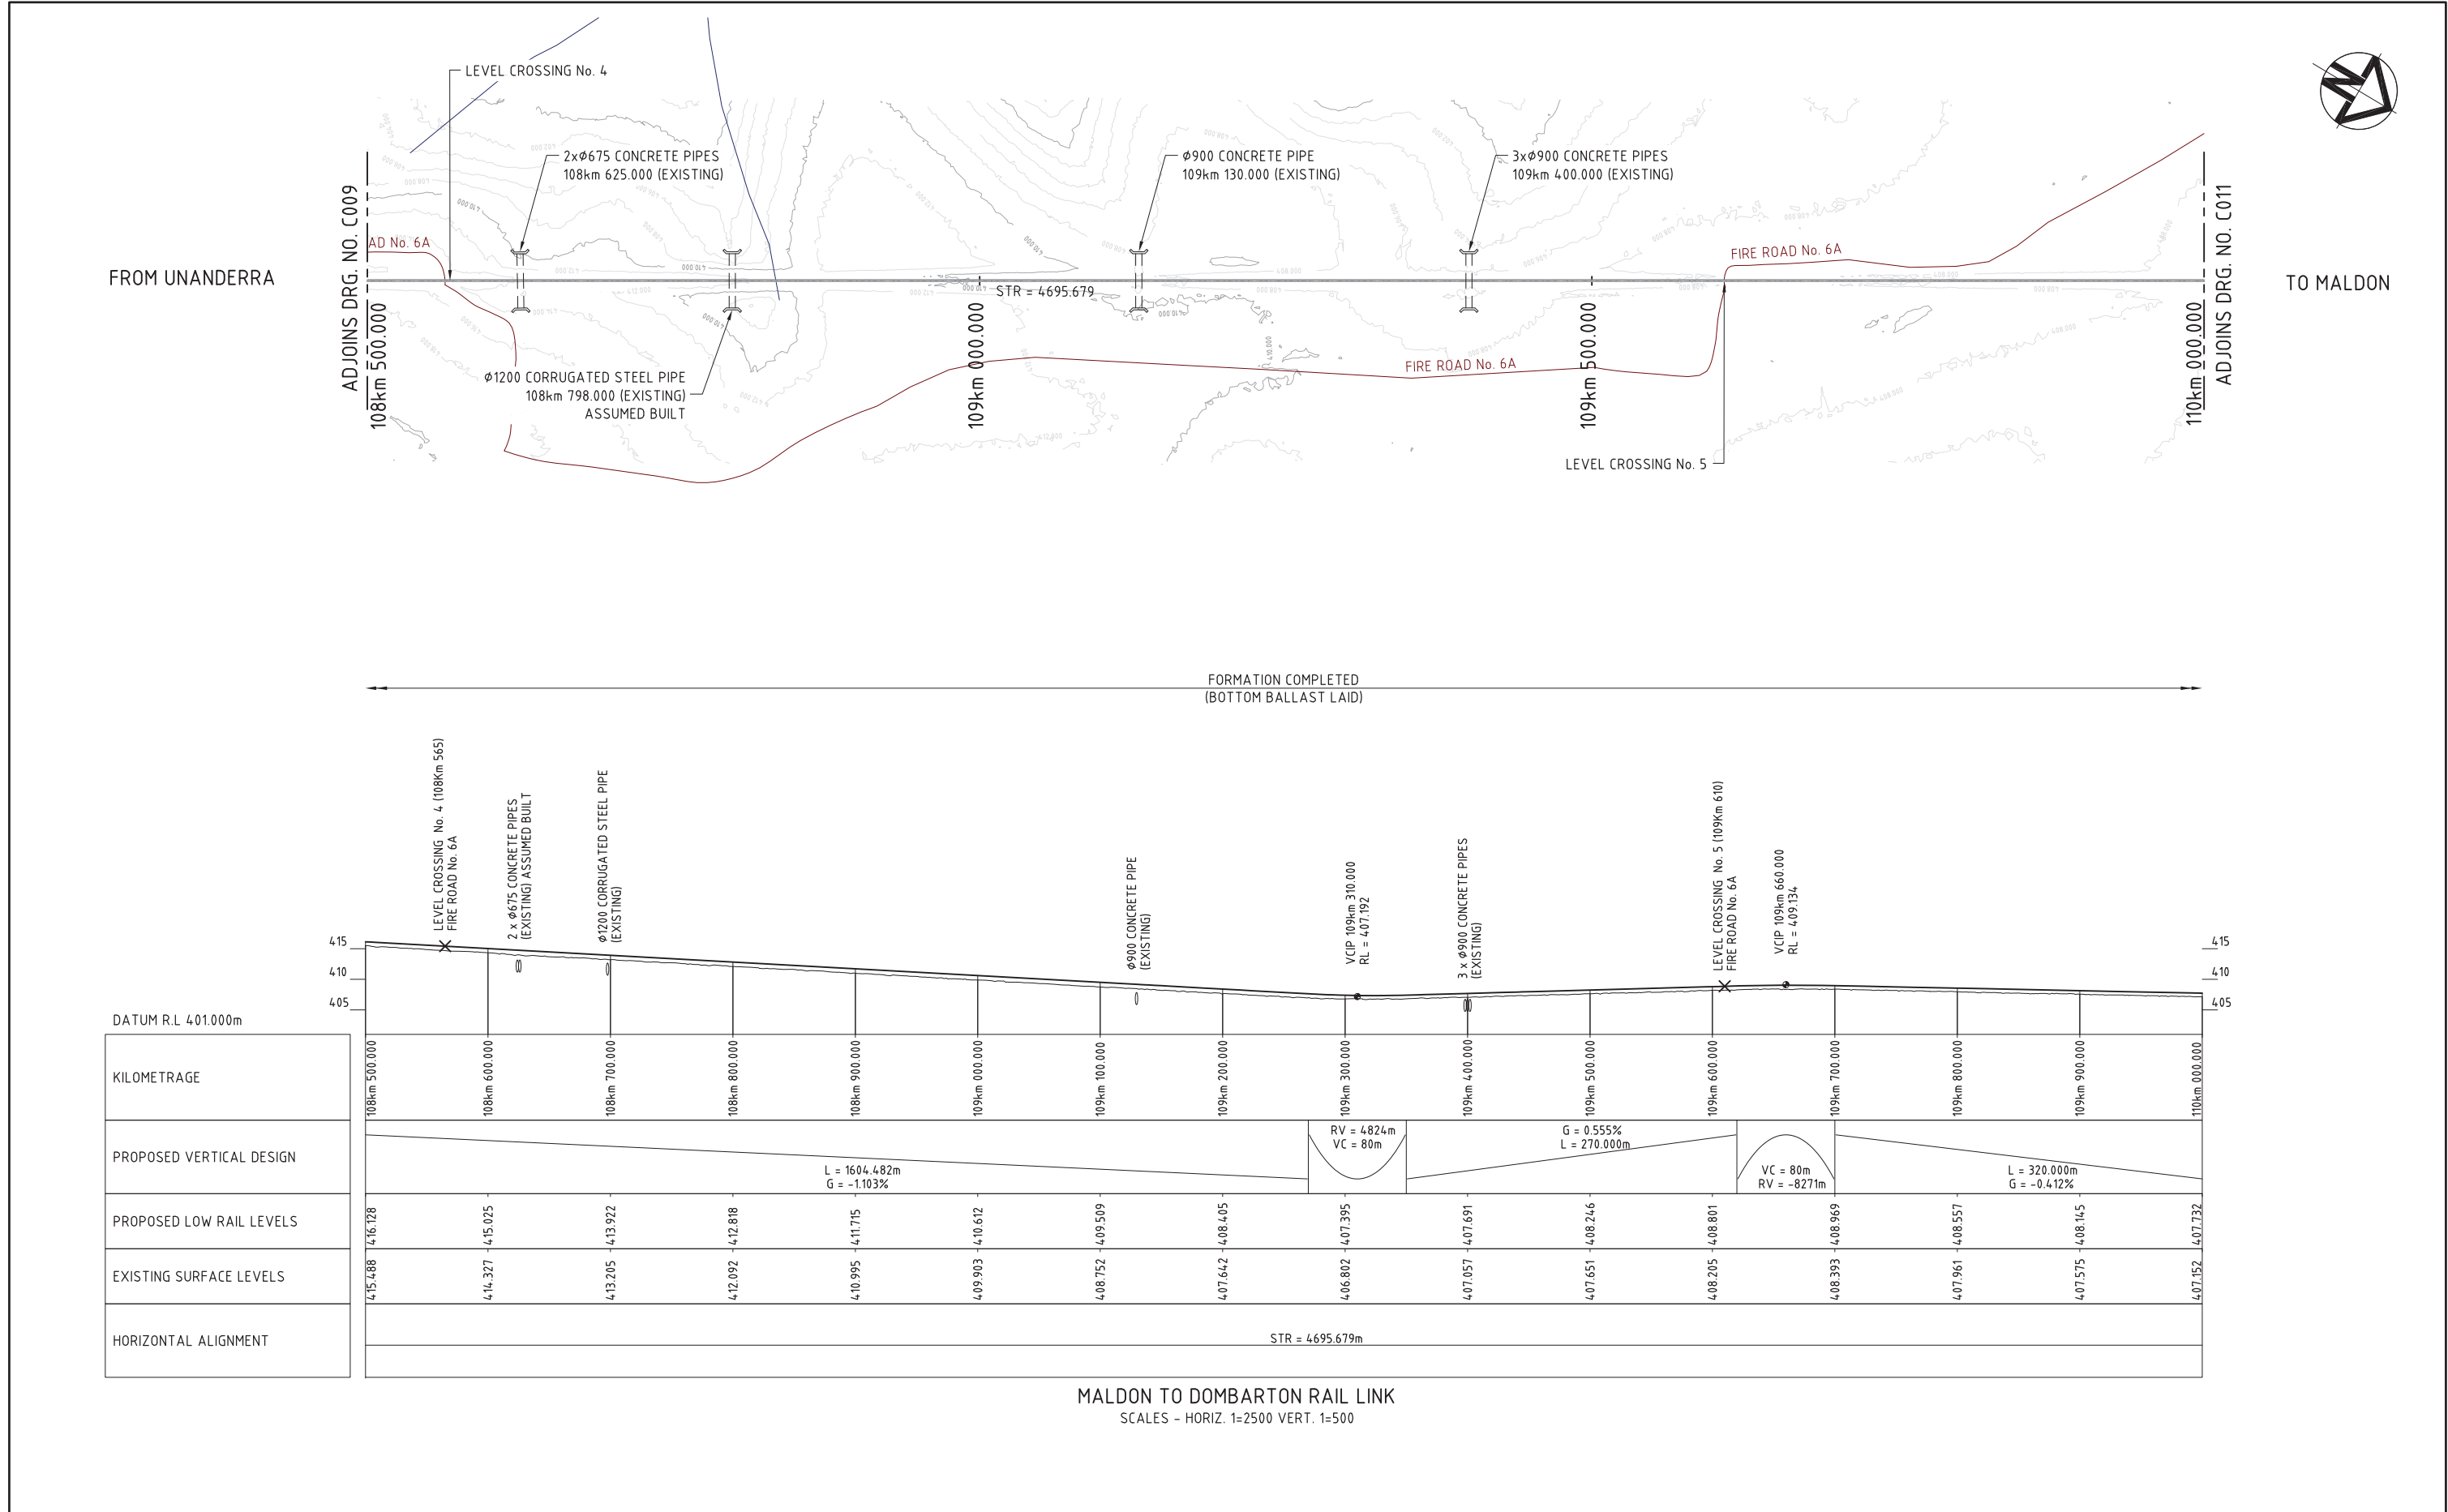 LEVEL CROSSING No. 4
2xφ675 CONCRETE PIPES
108km 625.000 (EXISTING)
φ900 CONCRETE PIPE
109km 130.000 (EXISTING)
3xφ900 CONCRETE PIPES
109km 400.000 (EXISTING)
ADJOINS DRG. NO. C009
108km 500.000
AD No. 6A
FROM UNANDERRA
STR = 4695.679
109km 000.000
109km 500.000
FIRE ROAD No. 6A
FIRE ROAD No. 6A
TO MALDON
110km 000.000
ADJOINS DRG. NO. C011
φ1200 CORRUGATED STEEL PIPE
108km 798.000 (EXISTING)
ASSUMED BUILT
LEVEL CROSSING No. 5
FORMATION COMPLETED
(BOTTOM BALLAST LAID)
LEVEL CROSSING No. 4 (108Km 565)
FIRE ROAD No. 6A
2 x φ675 CONCRETE PIPES
(EXISTING) ASSUMED BUILT
φ1200 CORRUGATED STEEL PIPE
(EXISTING)
φ900 CONCRETE PIPE
(EXISTING)
VCIP 109km 310.000
RL = 407.192
3 x φ900 CONCRETE PIPES
(EXISTING)
LEVEL CROSSING No. 5 (109Km 610)
FIRE ROAD No. 6A
VCIP 109km 660.000
RL = 409.134
415
410
405
415
410
405
DATUM R.L 401.000m
KILOMETRAGE
108km 500.000
108km 600.000
108km 700.000
108km 800.000
108km 900.000
109km 000.000
109km 100.000
109km 200.000
109km 300.000
109km 400.000
109km 500.000
109km 600.000
109km 700.000
109km 800.000
109km 900.000
110km 000.000
PROPOSED VERTICAL DESIGN
L = 1604.482m
G = -1.103%
RV = 4824m
VC = 80m
G = 0.555%
L = 270.000m
VC = 80m
RV = -8271m
L = 320.000m
G = -0.412%
PROPOSED LOW RAIL LEVELS
416.128
415.025
413.922
412.818
411.715
410.612
409.509
408.405
407.395
407.691
408.246
408.801
408.969
408.557
408.145
407.732
EXISTING SURFACE LEVELS
415.488
414.327
413.205
412.092
410.995
409.903
408.752
407.642
406.802
407.057
407.651
408.205
408.393
407.961
407.575
407.152
HORIZONTAL ALIGNMENT
STR = 4695.679m
MALDON TO DOMBARTON RAIL LINK
SCALES - HORIZ. 1=2500 VERT. 1=500